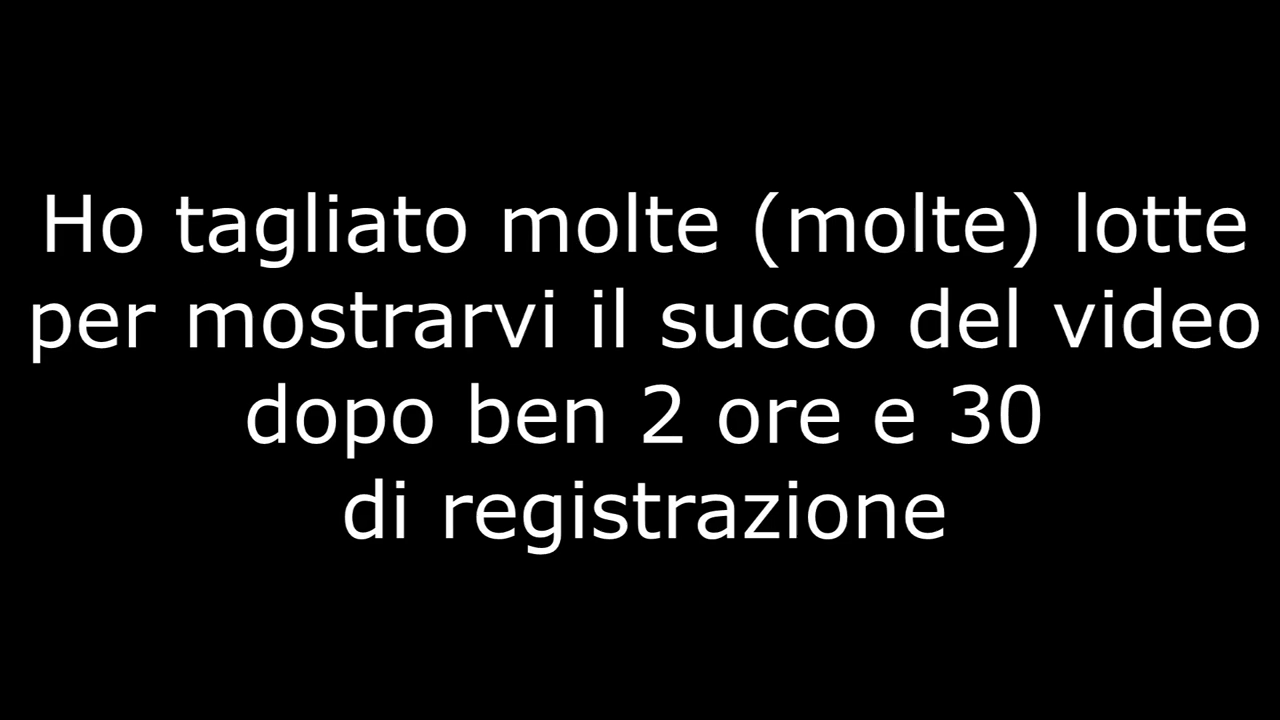 Ho tagliato molte (molte) lotte
per mostrarvi il succo del video
dopo ben 2 ore e 30
di registrazione